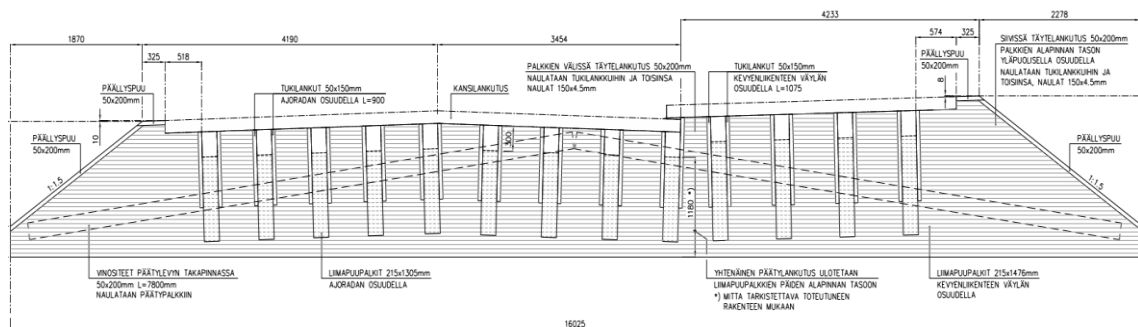 4233
2278
1870
4190
3454
574
325
325
518
8
10
PÄÄLLYSPUU
50x200mm
TUKILANKUT 50x150mm
AJORADAN OSUUDELLA L=900
KANSILANKUTUS
PALKKIEN VÄLISSÄ TÄYTELANKUTUS 50x200mm
NAULATAAN TUKILANKKUIHIN JA TOISIINSA
NAULAT 150x4.5mm
TUKILANKUT 50x150mm
KEVYENLIIKENTEEN VÄYLÄN
OSUUDELLA L=1075
PÄÄLLYSPUU
50x200mm
SIIVISSÄ TÄYTELANKUTUS 50x200mm
PALKKIEN ALAPINNAN TASON
YLÄPUOLISELLA OSUUDELLA
NAULATAAN TUKILANKKUIHIN JA
TOISIINSA, NAULAT 150x4.5mm
PÄÄLLYSPUU
50x200mm
PÄÄLLYSPUU
50x200mm
1:1.5
1:1.5
300
1180 *)
VINOSITEET PÄÄTYLEVYN TAKAPINNASSA
50x200mm L=7800mm
NAULATAAN PÄÄTYPALKKIIN
LIIMAPUUPALKIT 215x1305mm
AJORADAN OSUUDELLA
YHTENÄINEN PÄÄTYLANKUTUS ULOTETAAN
LIIMAPUUPALKKIEN PÄIDEN ALAPINNAN TASOON
*) MITTA TARKISTETTAVA TOTEUTUNEEN
RAKENTEEN MUKAAN
LIIMAPUUPALKIT 215x1476mm
KEVYENLIIKENTEEN VÄYLÄN
OSUUDELLA
16025